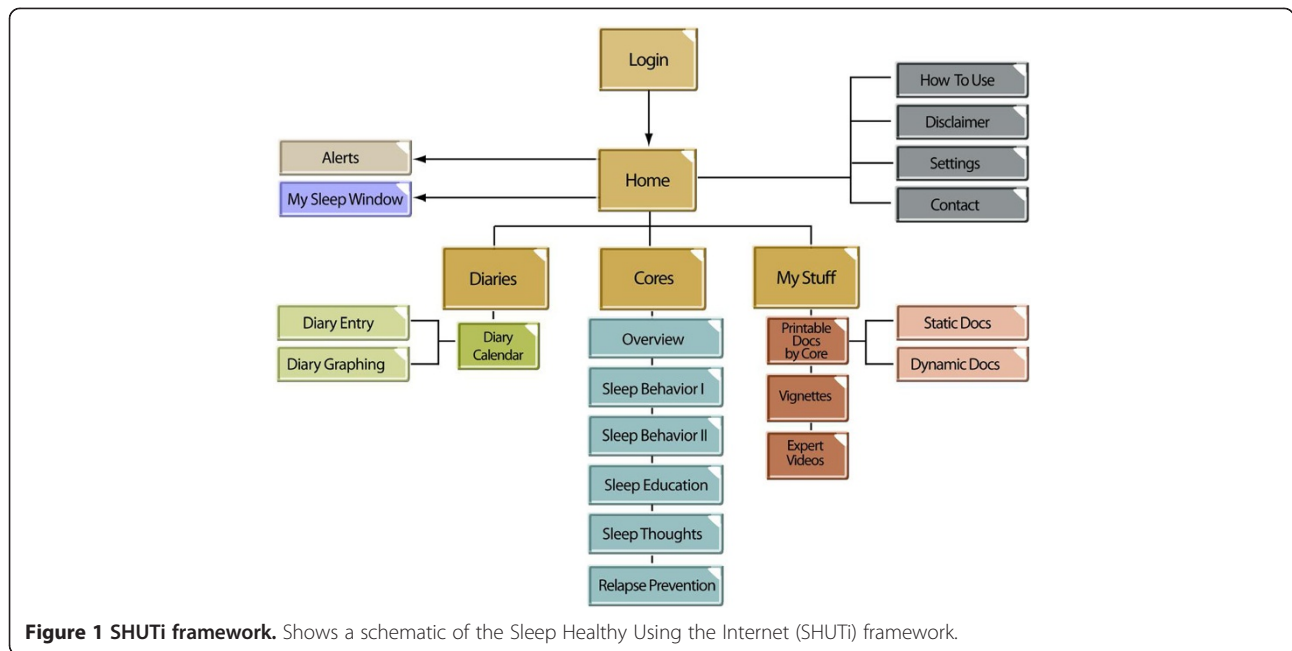 Login
How To Use
Disclaimer
Alerts
Settings
Home
My Sleep Window
Contact
Diaries
Cores
My Stuff
Diary Entry
Diary Graphing
Diary
Calendar
Overview
Sleep Behavior I
Sleep Behavior II
Sleep Education
Sleep Thoughts
Relapse Prevention
Printable
Docs
by Core
Vignettes
Expert
Videos
Static Docs
Dynamic Docs
Figure 1 SHUTi framework. Shows a schematic of the Sleep Healthy Using the Internet (SHUTi) framework.